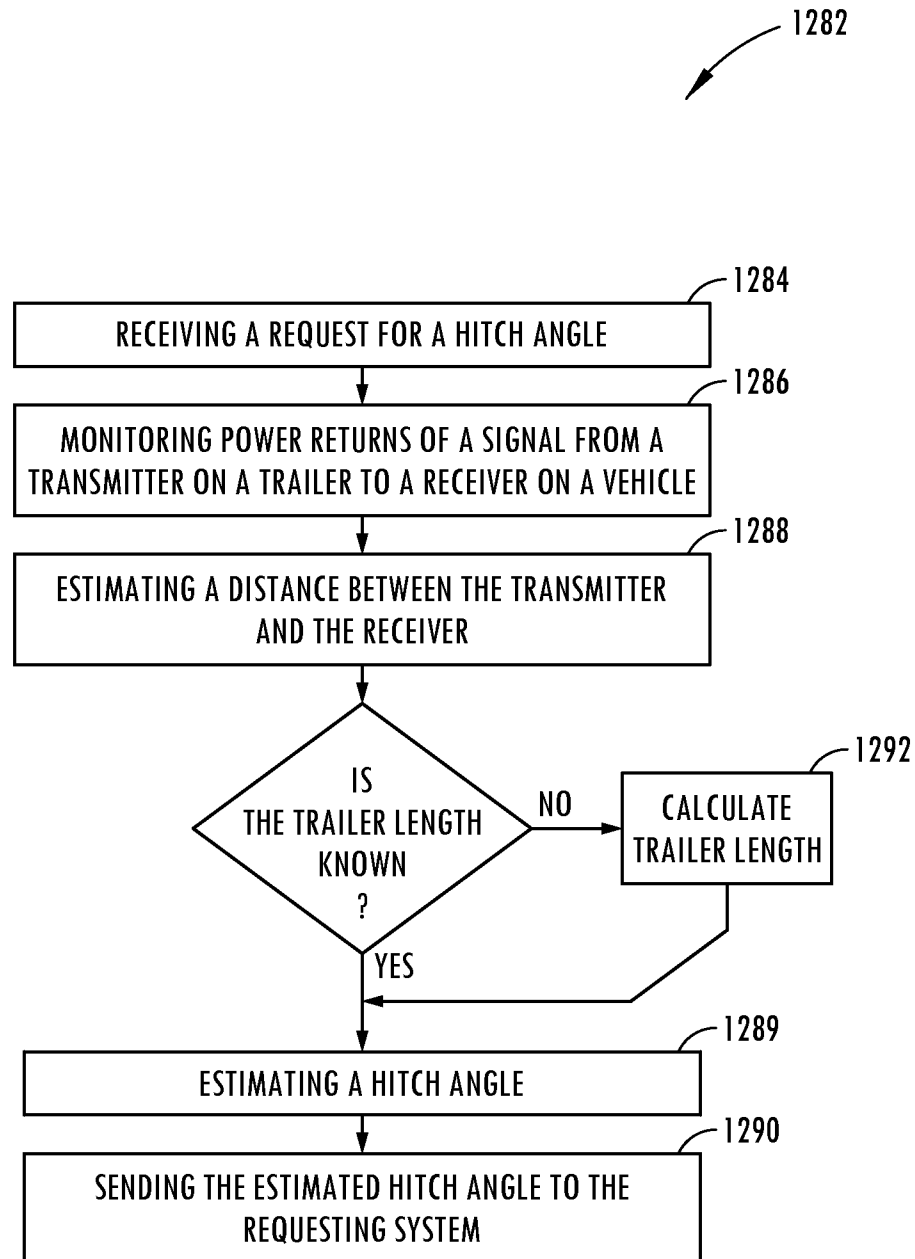 1282
1284
RECEIVING A REQUEST FOR A HITCH ANGLE
1286
MONITORING POWER RETURNS OF A SIGNAL FROM A
TRANSMITTER ON A TRAILER TO A RECEIVER ON A VEHICLE
1288
ESTIMATING A DISTANCE BETWEEN THE TRANSMITTER
AND THE RECEIVER
IS
THE TRAILER LENGTH
KNOWN
?
NO
1292
CALCULATE
TRAILER LENGTH
YES
1289
ESTIMATING A HITCH ANGLE
1290
SENDING THE ESTIMATED HITCH ANGLE TO THE
REQUESTING SYSTEM